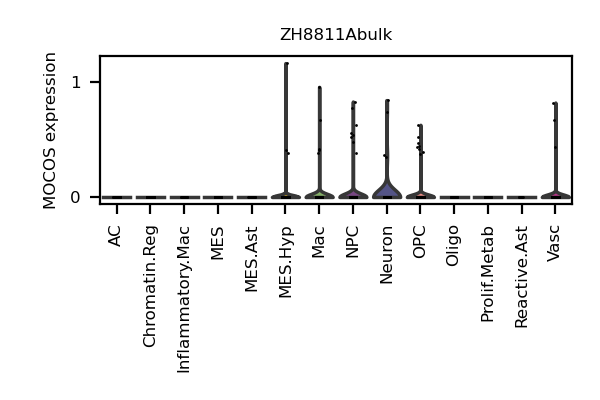 ZH8811Abulk
MOCOS expression
1
0
AC
Chromatin.Reg
Inflammatory.Mac
MES
MES.Ast
MES.Hyp
Mac
NPC
Neuron
OPC
Oligo
Prolif.Metab
Reactive.Ast
Vasc